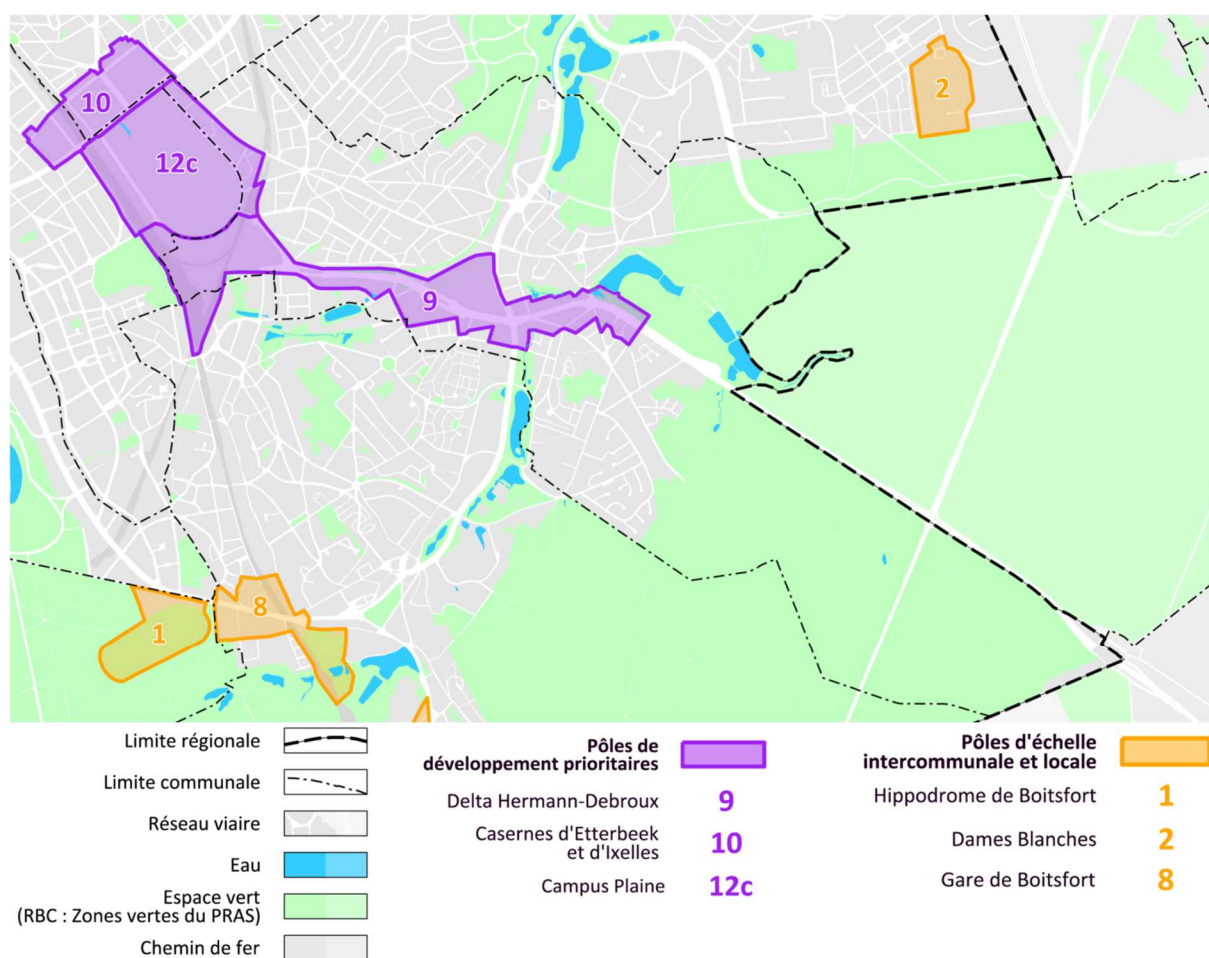 10
12c
2
9
8
1
Limite régionale
Limite communale
Réseau viaire
Eau
Espace vert
(RBC : Zones vertes du PRAS)
Chemin de fer
Pôles de
développement prioritaires
Delta Hermann-Debroux 9
Casernes d'Etterbeek
et d'Ixelles 10
Campus Plaine 12c
Pôles d'échelle
intercommunale et locale
Hippodrome de Boitsfort 1
Dames Blanches 2
Gare de Boitsfort 8